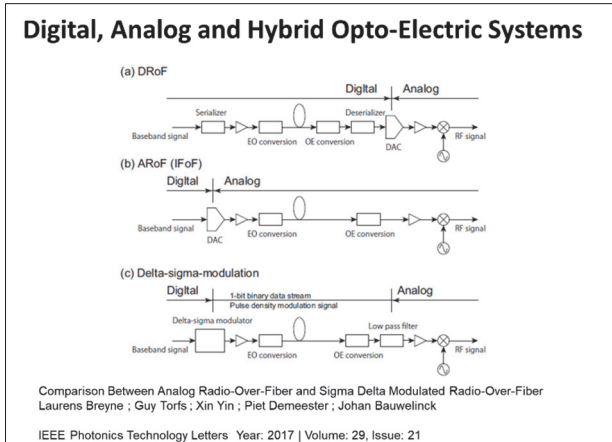 Digital, Analog and Hybrid Opto-Electric Systems
(a) DRoF
Digital
Analog
Serializer
Deserializer
Baseband signal
EO conversion
OE conversion
DAC
RF signal
(b) ARoF (IFoF)
Digital
Analog
Baseband signal
DAC
EO conversion
OE conversion
RF signal
(c) Delta-sigma-modulation
Digital
1-bit binary data stream
Pulse density modulation signal
Analog
Delta-sigma modulator
Low pass filter
Baseband signal
EO conversion
OE conversion
RF signal
Comparison Between Analog Radio-Over-Fiber and Sigma Delta Modulated Radio-Over-Fiber
Laurens Breyne ; Guy Torfs ; Xin Yin ; Piet Demeester ; Johan Bauwelinck
IEEE Photonics Technology Letters Year: 2017 | Volume: 29, Issue: 21